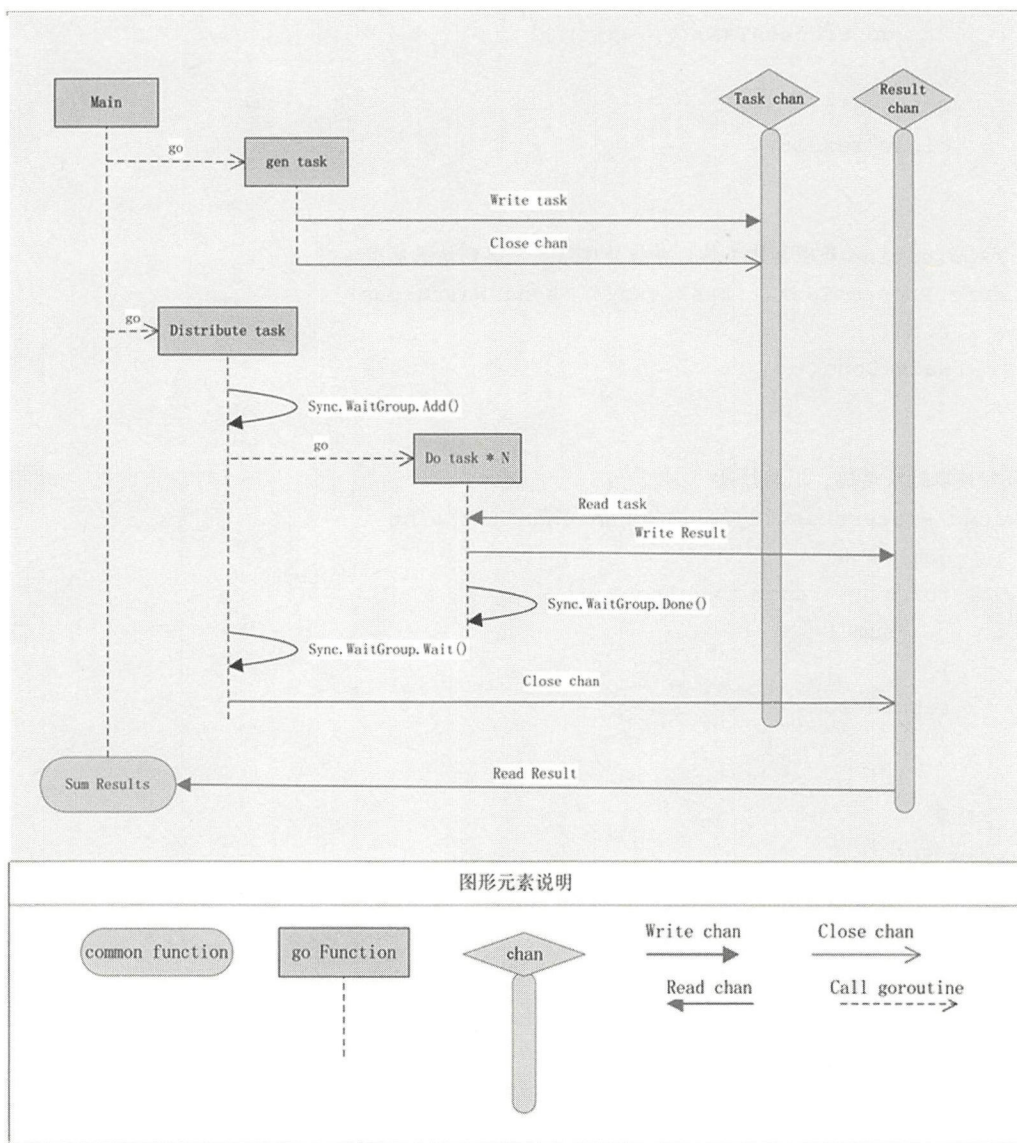 Main
Task chan
Result
chan
go
gen task
Write task
Close chan
go
Distribute task
Sync.WaitGroup.Add()
go
Do task * N
Read task
Write Result
Sync.WaitGroup.Done()
Sync.WaitGroup.Wait()
Close chan
Read Result
Sum Results
图形元素说明
common function
go Function
chan
Write chan
Close chan
Read chan
Call goroutine